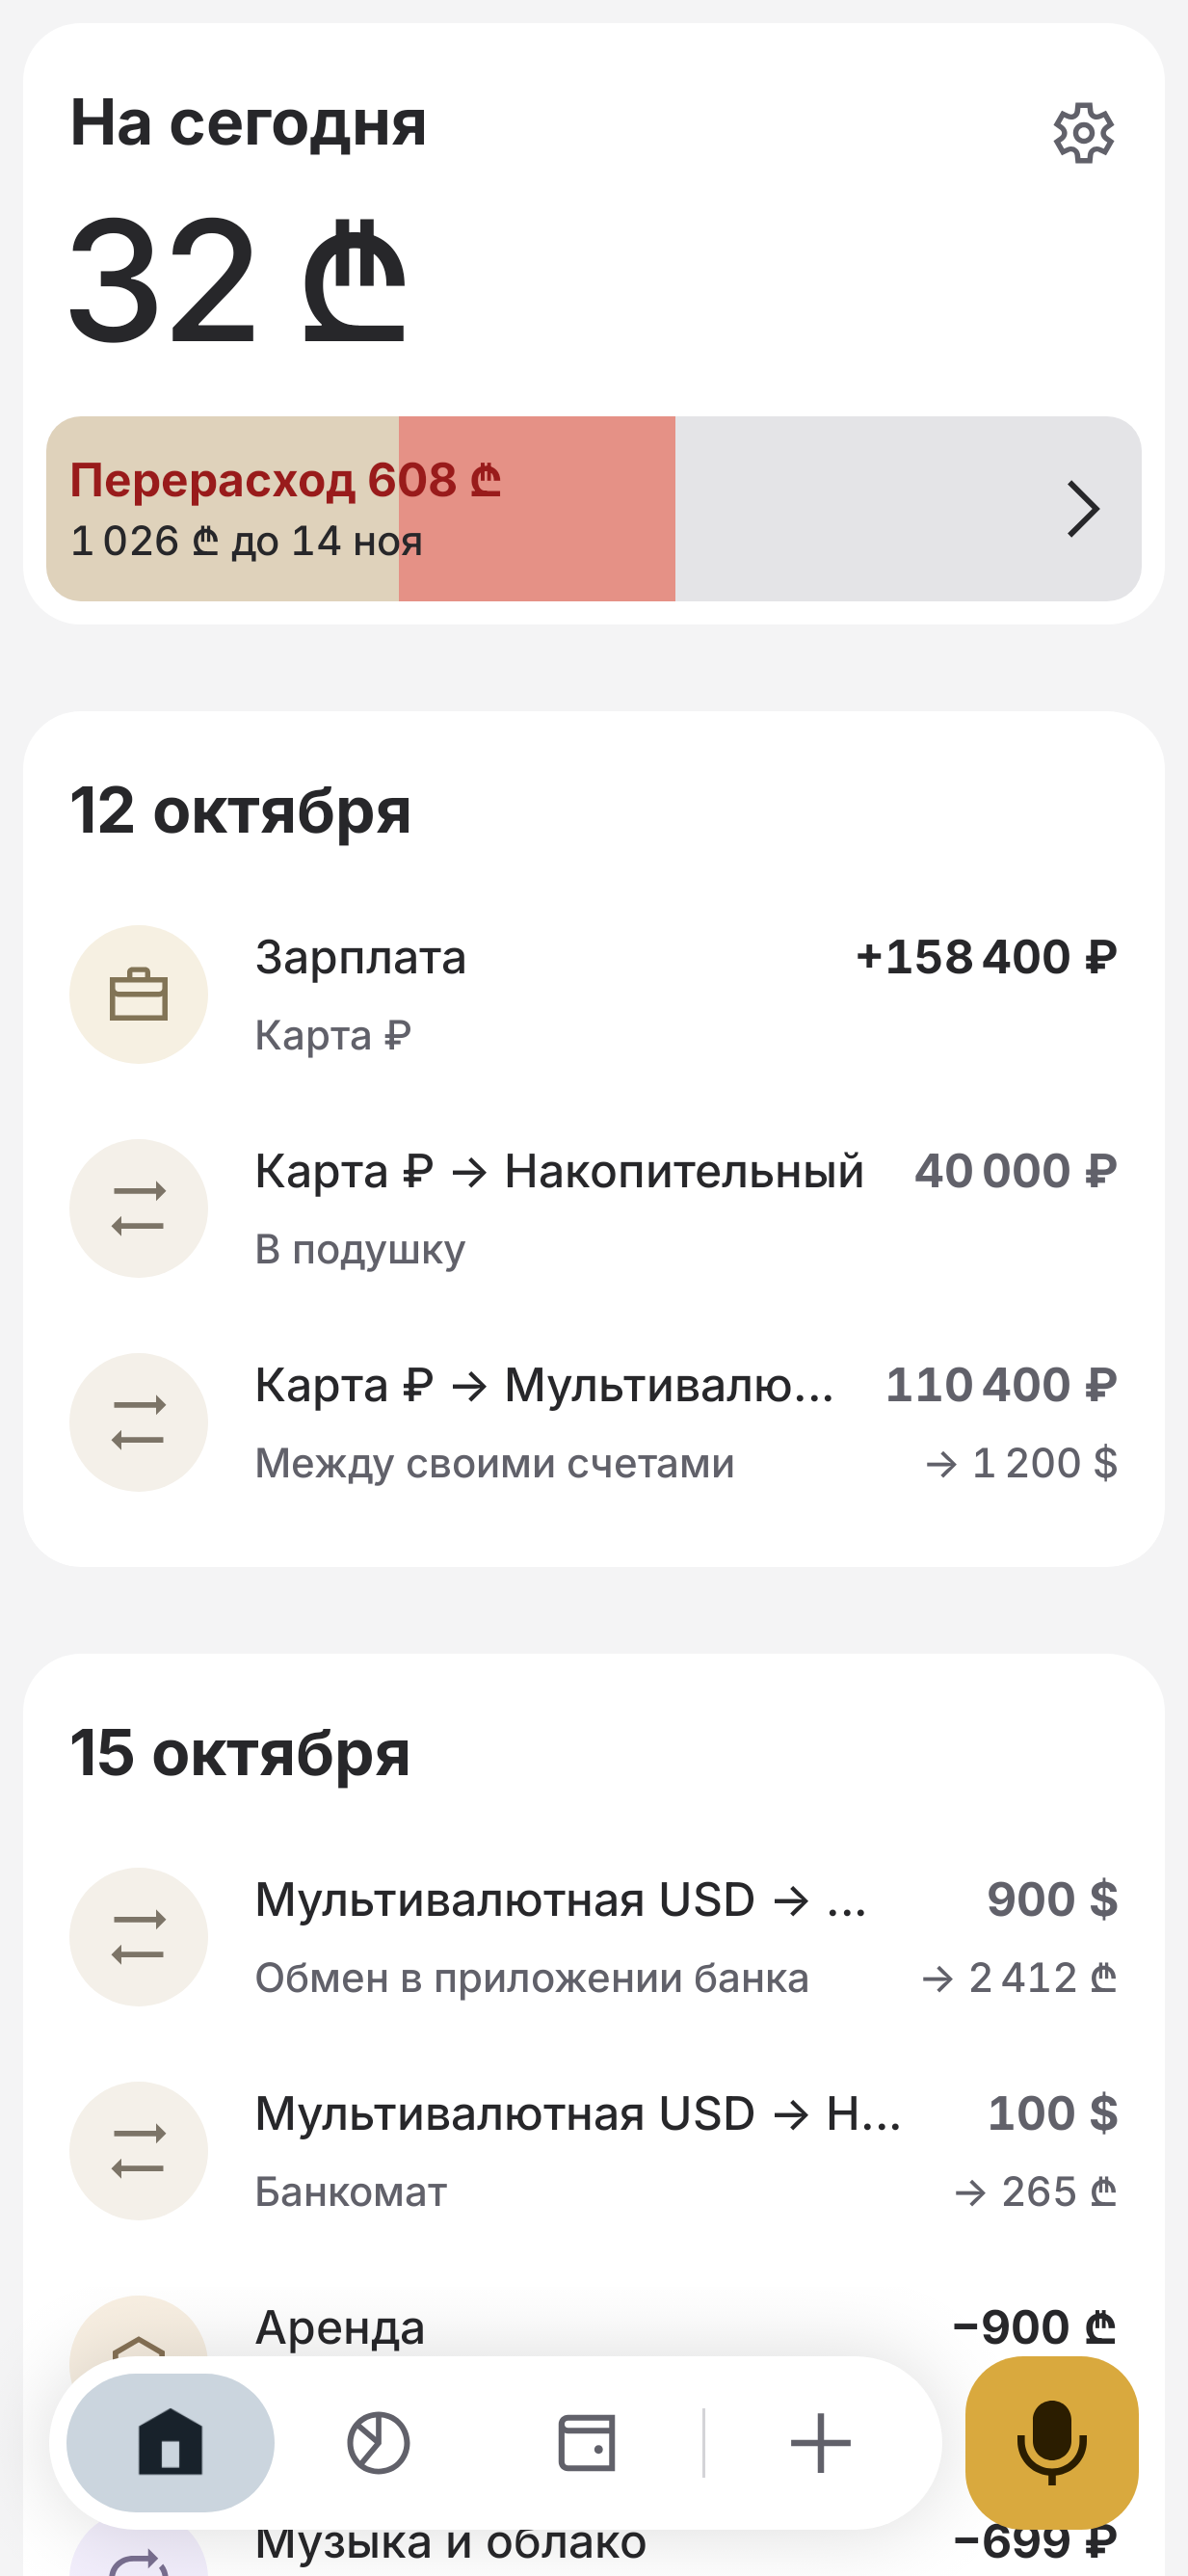 На сегодня
32 ₾
Перерасход 608 ₾
1 026 ₾ до 14 ноя
12 октября
Зарплата +158 400 ₽
Карта ₽
Карта ₽ → Накопительный 40 000 ₽
В подушку
Карта ₽ → Мультивалю... 110 400 ₽
Между своими счетами → 1 200 $
15 октября
Мультивалютная USD → ... 900 $
Обмен в приложении банка → 2 412 ₾
Мультивалютная USD → Н... 100 $
Банкомат → 265 ₾
Аренда −900 ₾
Музыка и облако −699 ₽